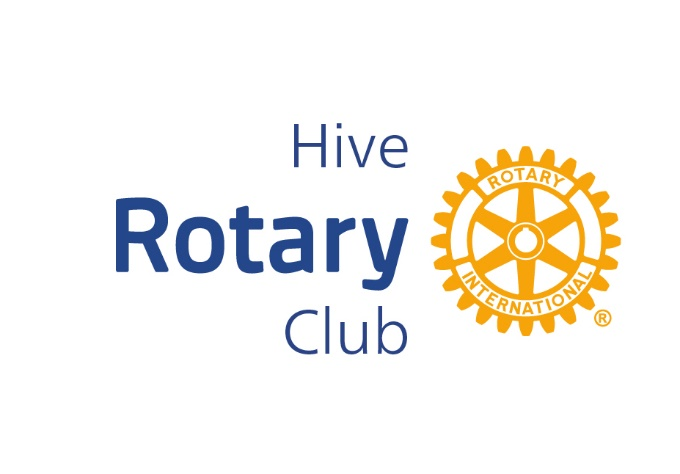 Hive
Rotary
Club
ROTARY
INTERNATIONAL
®